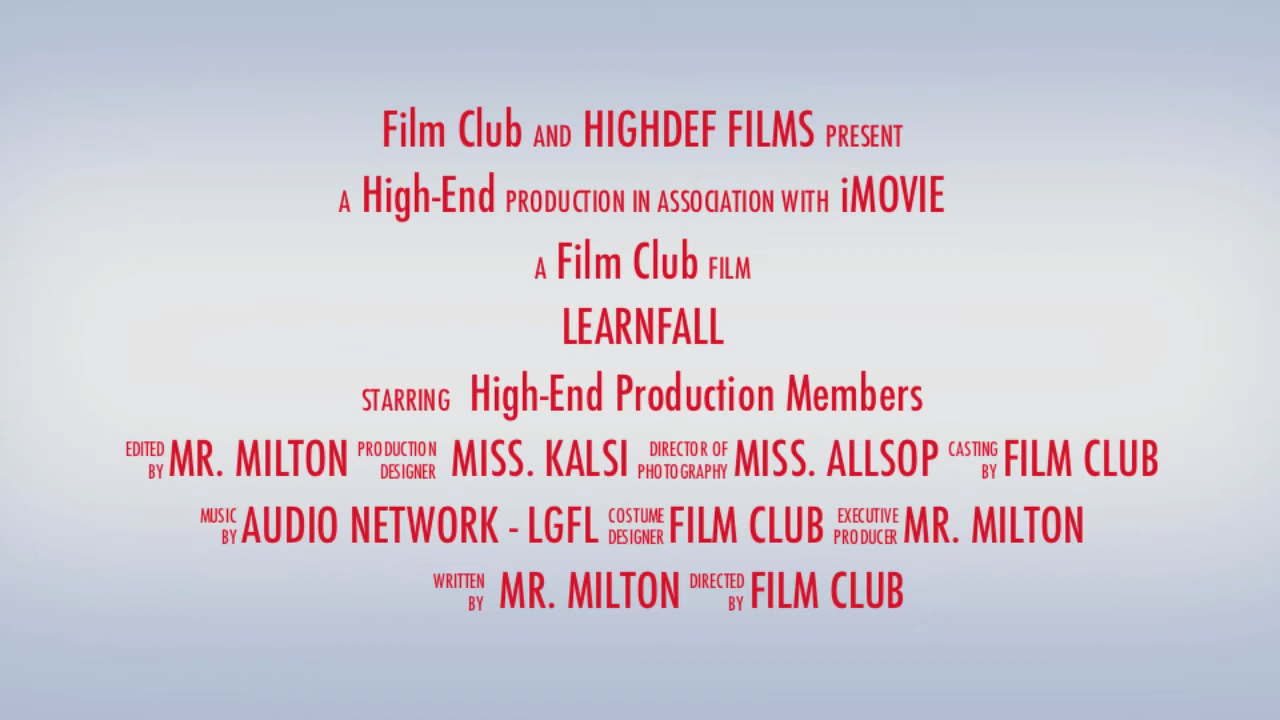 Film Club AND HIGHDEF FILMS PRESENT
A High-End PRODUCTION IN ASSOCIATION WITH iMOVIE
A Film Club FILM
LEARNFALL
STARRING High-End Production Members
EDITED BY MR. MILTON PRODUCTION DESIGNER MISS. KALSI DIRECTOR OF PHOTOGRAPHY MISS. ALLSOP CASTING BY FILM CLUB
MUSIC BY AUDIO NETWORK - LGFL COSTUME DESIGNER FILM CLUB EXECUTIVE PRODUCER MR. MILTON
WRITTEN BY MR. MILTON DIRECTED BY FILM CLUB